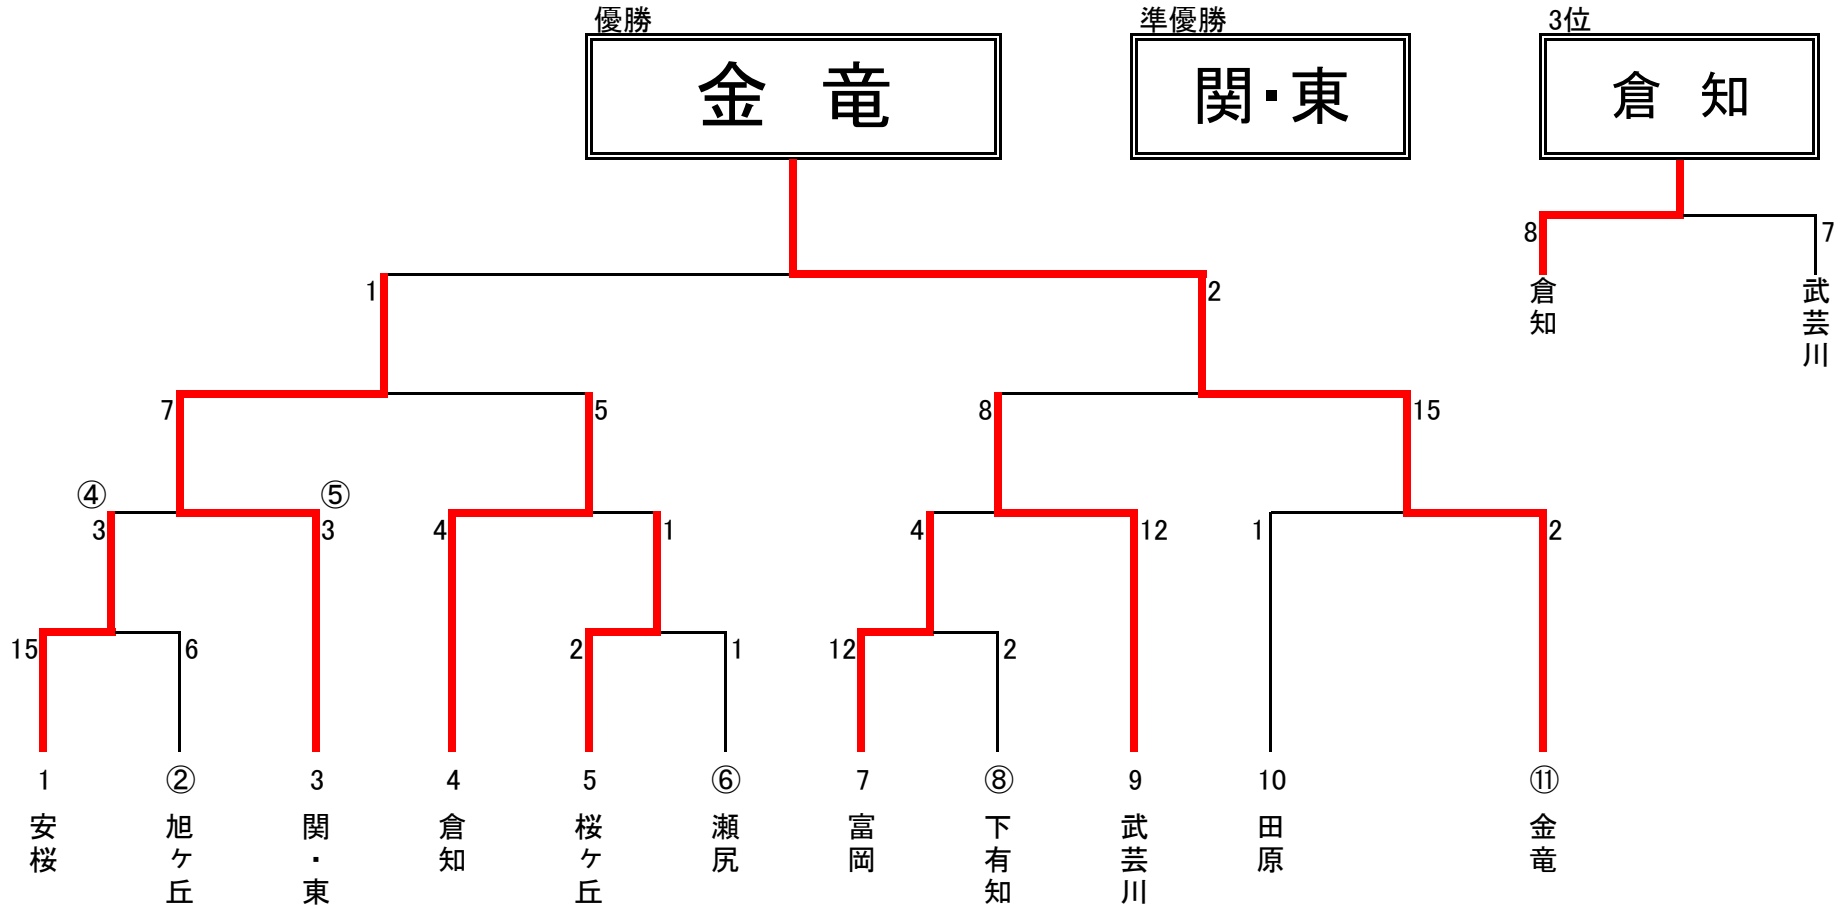 優勝
準優勝
3位
金 竜
関・東
倉 知
8
7
倉知
武芸川
1
2
7
5
8
15
④
⑤
3
3
4
1
4
12
1
2
15
6
2
1
12
2
1
②
3
4
5
⑥
7
⑧
9
10
⑪
安桜
旭ヶ丘
関・東
倉知
桜ヶ丘
瀬尻
富岡
下有知
武芸川
田原
金竜